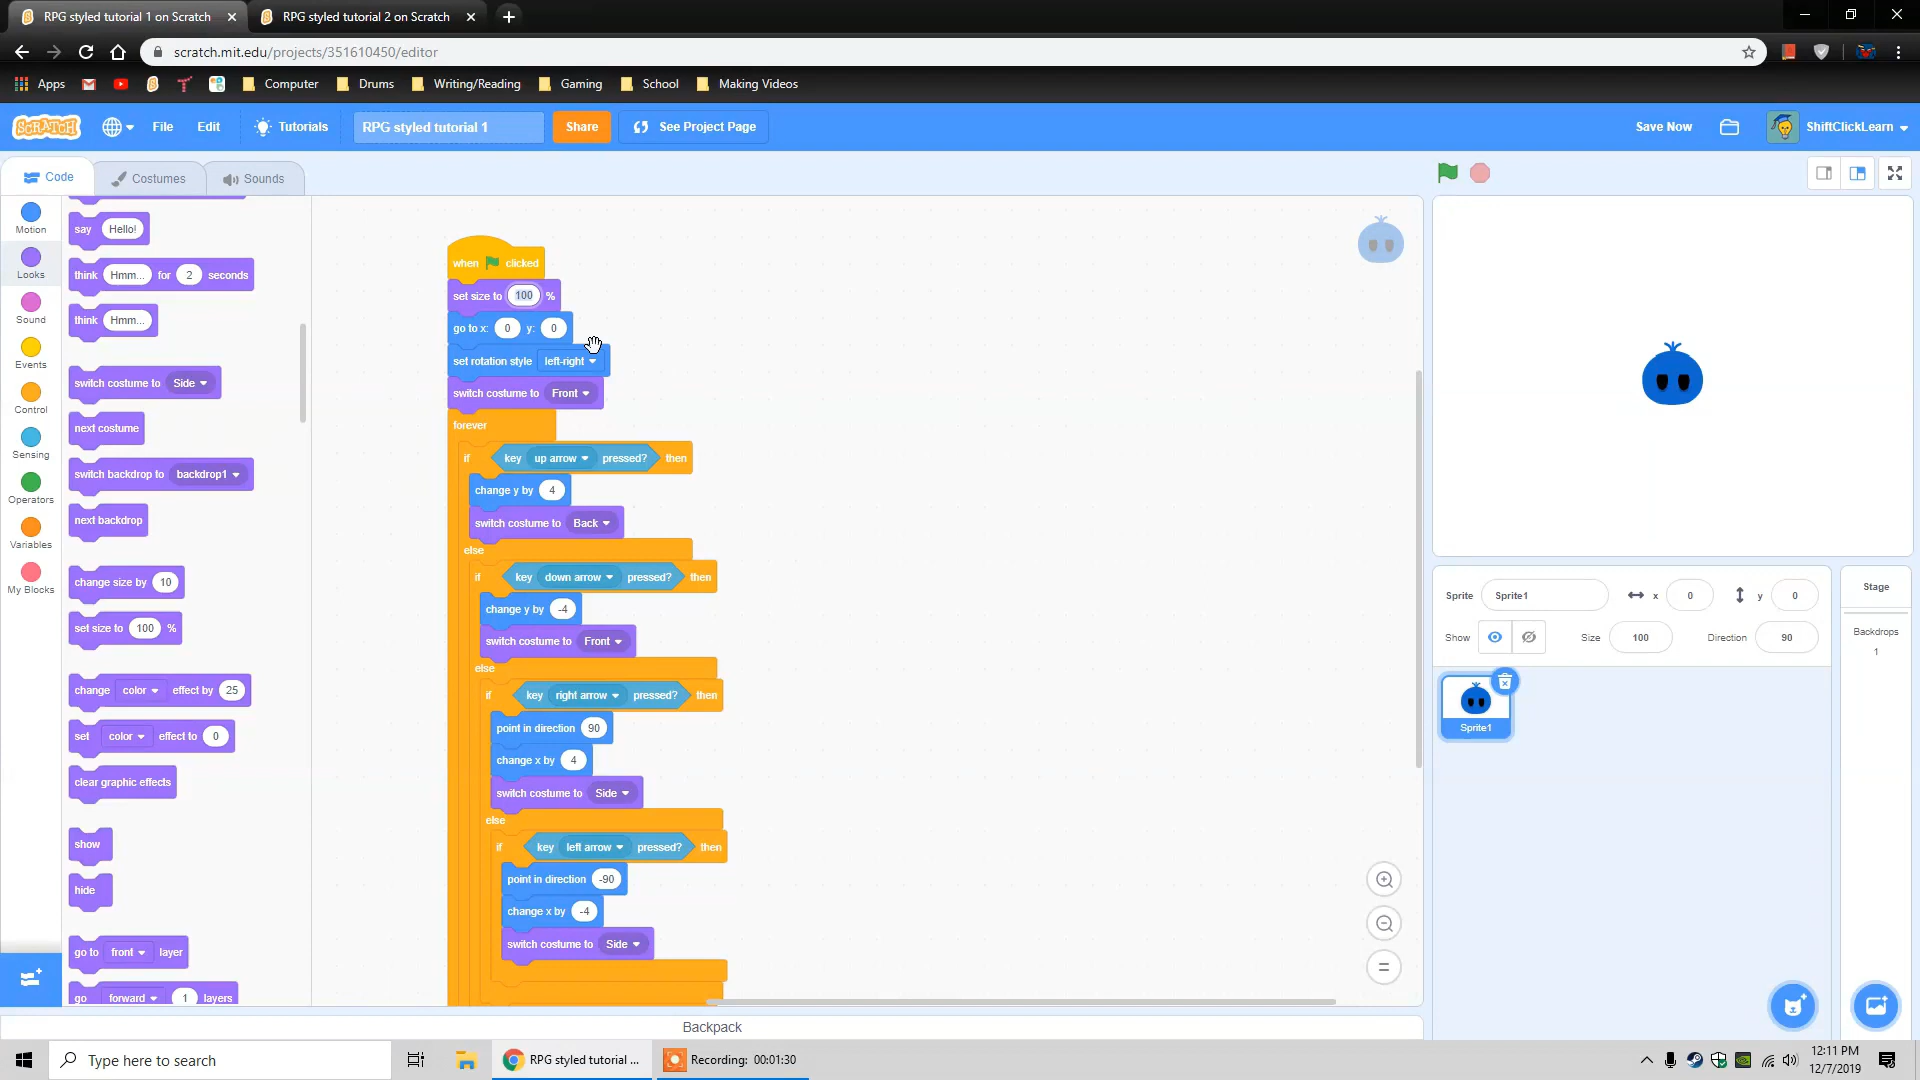 RPG styled tutorial 1 on Scratch
RPG styled tutorial 2 on Scratch
scratch.mit.edu/projects/351610450/editor
Apps
Computer
Drums
Writing/Reading
Gaming
School
Making Videos
SCRATCH
File
Edit
Tutorials
RPG styled tutorial 1
Share
See Project Page
Save Now
ShiftClickLearn
Code
Costumes
Sounds
Motion
Looks
Sound
Events
Control
Sensing
Operators
Variables
My Blocks
say Hello!
think Hmm... for 2 seconds
think Hmm...
switch costume to Side
next costume
switch backdrop to backdrop1
next backdrop
change size by 10
set size to 100 %
change color effect by 25
set color effect to 0
clear graphic effects
show
hide
go to front layer
go forward 1 layers
when clicked
set size to 100 %
go to x: 0 y: 0
set rotation style left-right
switch costume to Front
forever
if key up arrow pressed? then
change y by 4
switch costume to Back
else
if key down arrow pressed? then
change y by -4
switch costume to Front
else
if key right arrow pressed? then
point in direction 90
change x by 4
switch costume to Side
else
if key left arrow pressed? then
point in direction -90
change x by -4
switch costume to Side
Backpack
Sprite Sprite1 x 0 y 0
Show Size 100 Direction 90
Sprite1
Stage
Backdrops
1
Type here to search
RPG styled tutorial ...
Recording: 00:01:30
12:11 PM
12/7/2019